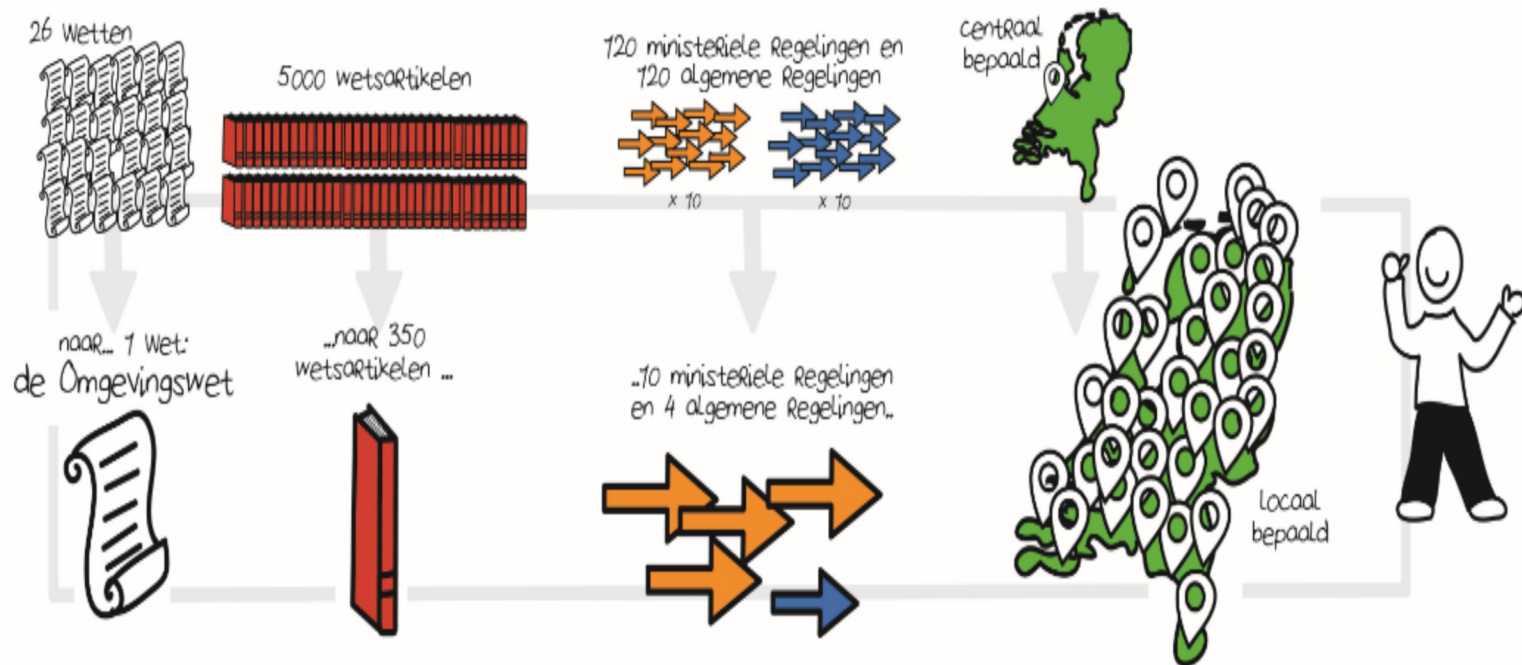 26 wetten
5000 wetsartikelen
120 ministeriele Regelingen en
120 algemene Regelingen
x 10
x 10
centraal
bepaald
naar... 1 wet:
de Omgevingswet
...naar 350
wetsartikelen ...
..10 ministeriele Regelingen
en 4 algemene Regelingen..
locaal
bepaald